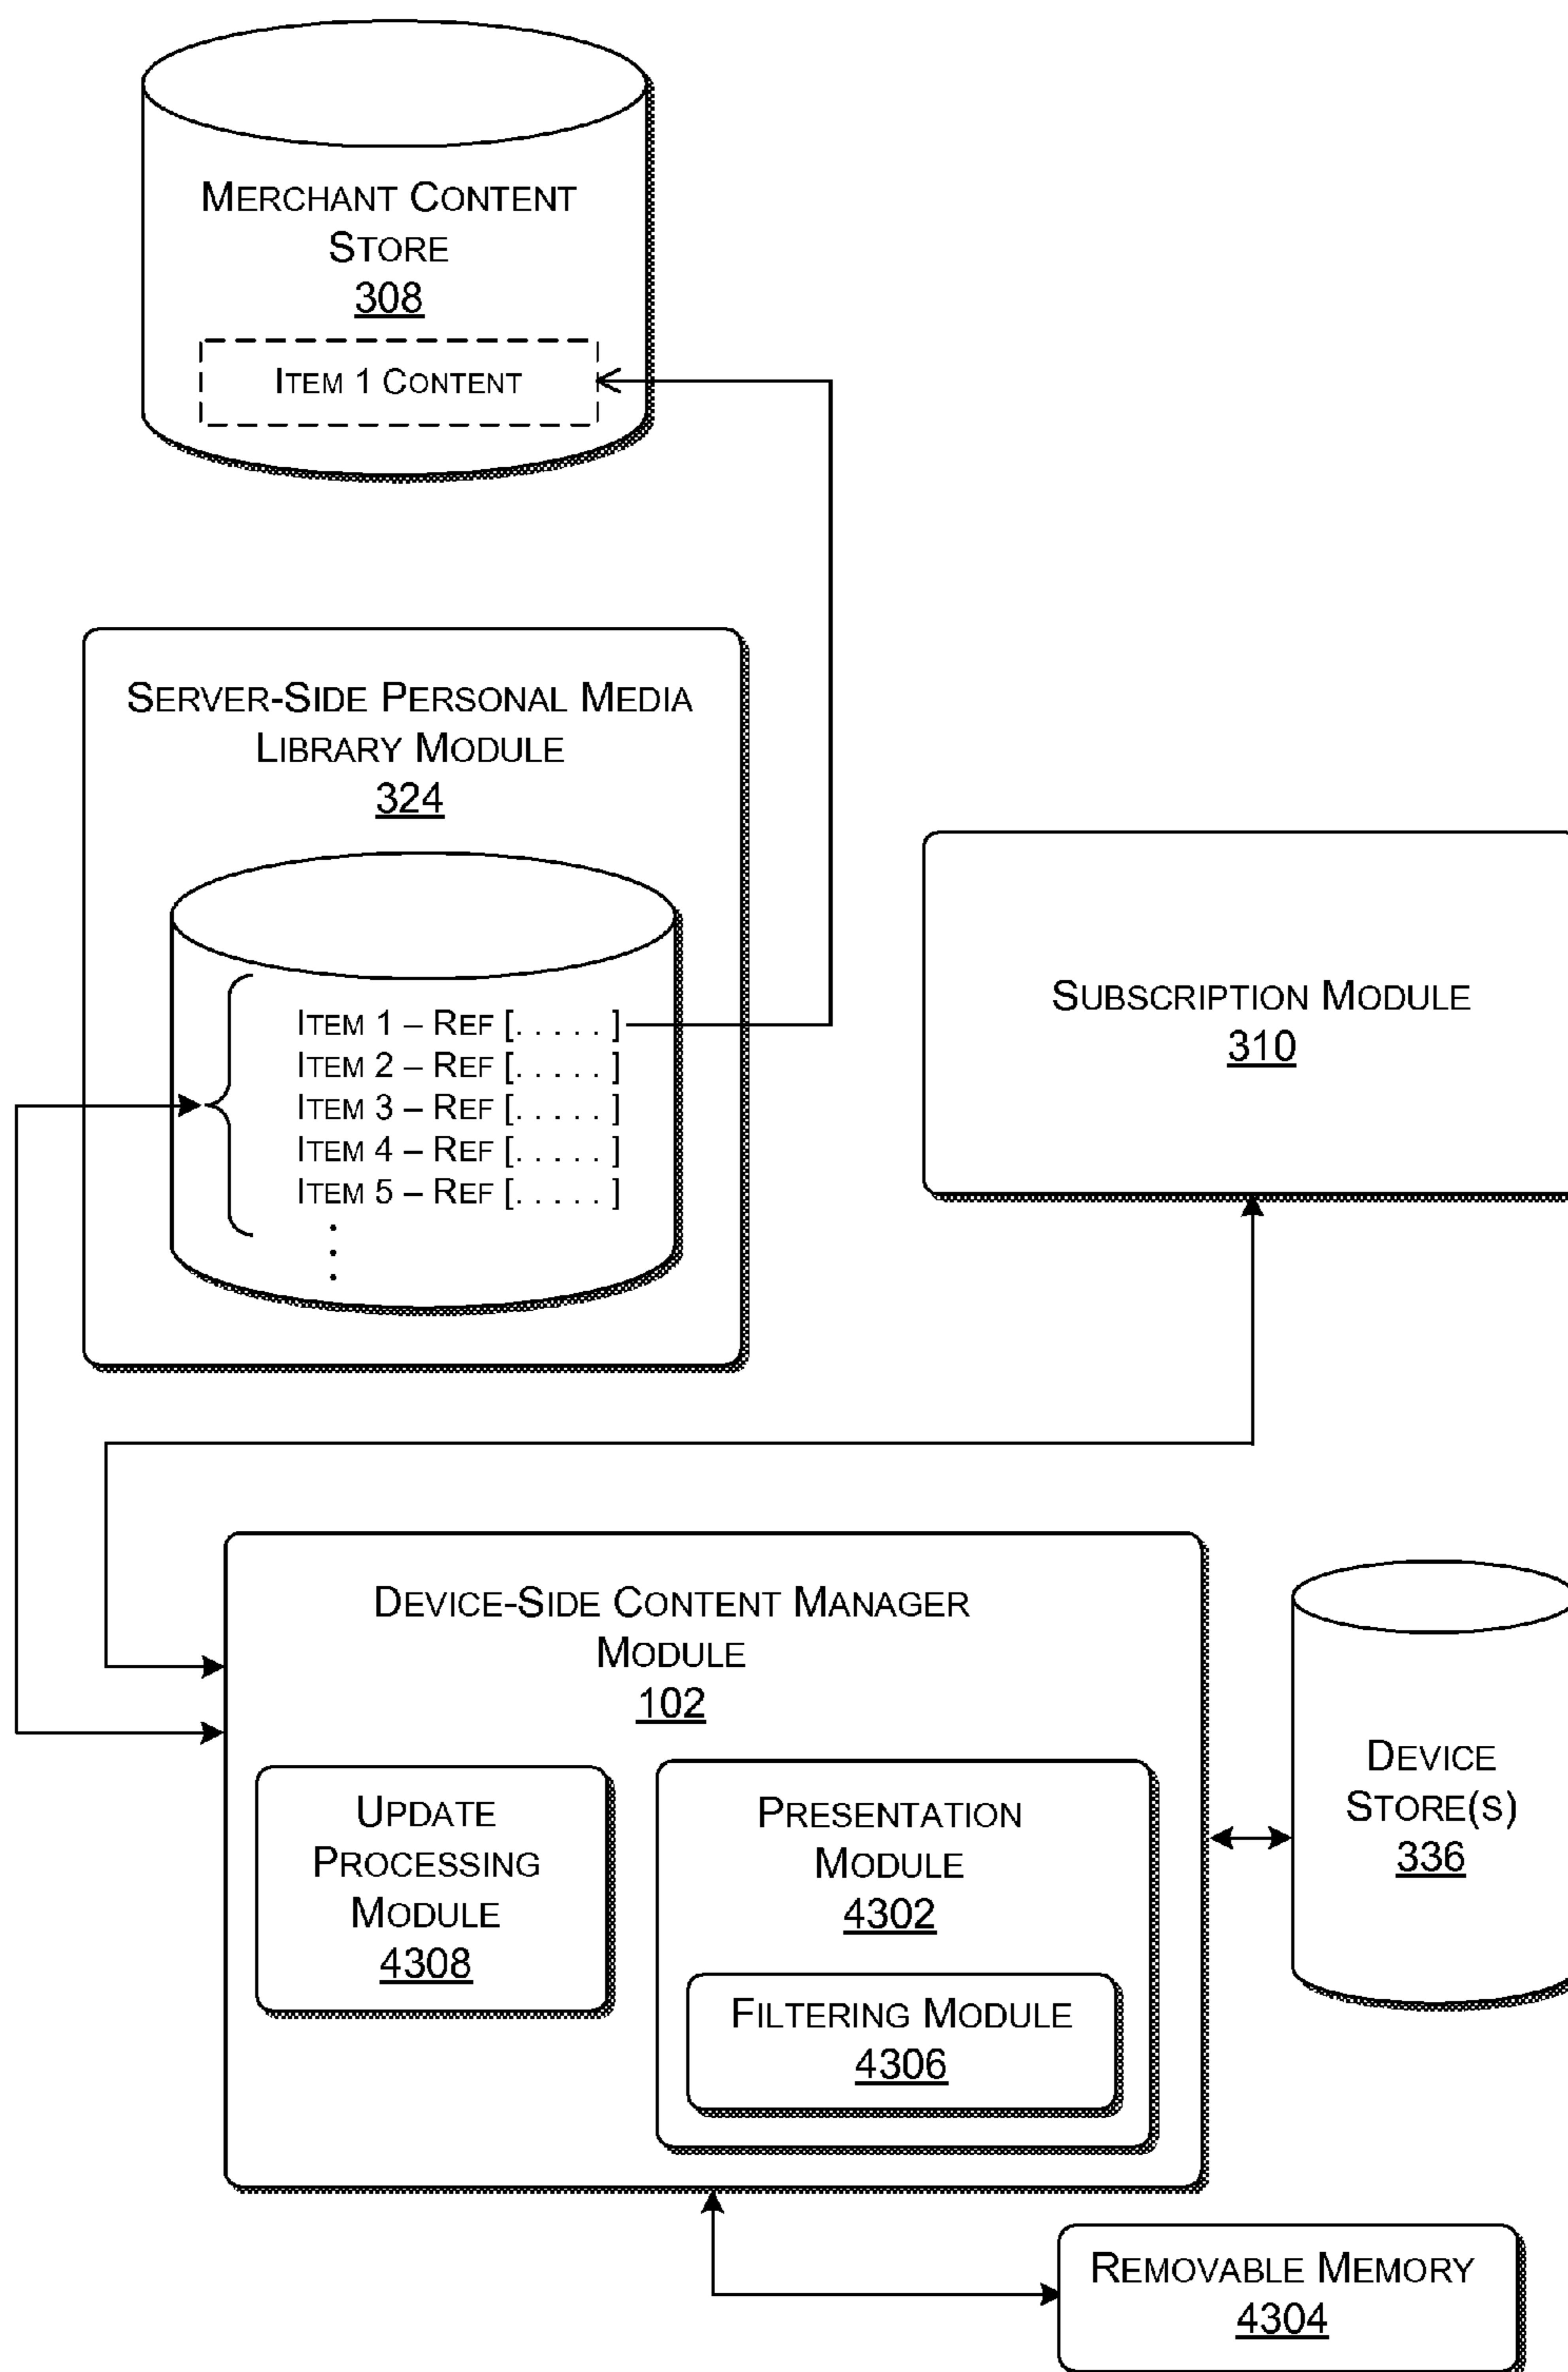 MERCHANT CONTENT
STORE
308
ITEM 1 CONTENT
SERVER-SIDE PERSONAL MEDIA
LIBRARY MODULE
324
ITEM 1 – REF [. . . . . ]
ITEM 2 – REF [. . . . . ]
ITEM 3 – REF [. . . . . ]
ITEM 4 – REF [. . . . . ]
ITEM 5 – REF [. . . . . ]
SUBSCRIPTION MODULE
310
DEVICE-SIDE CONTENT MANAGER
MODULE
102
UPDATE
PROCESSING
MODULE
4308
PRESENTATION
MODULE
4302
FILTERING MODULE
4306
DEVICE
STORE(S)
336
REMOVABLE MEMORY
4304